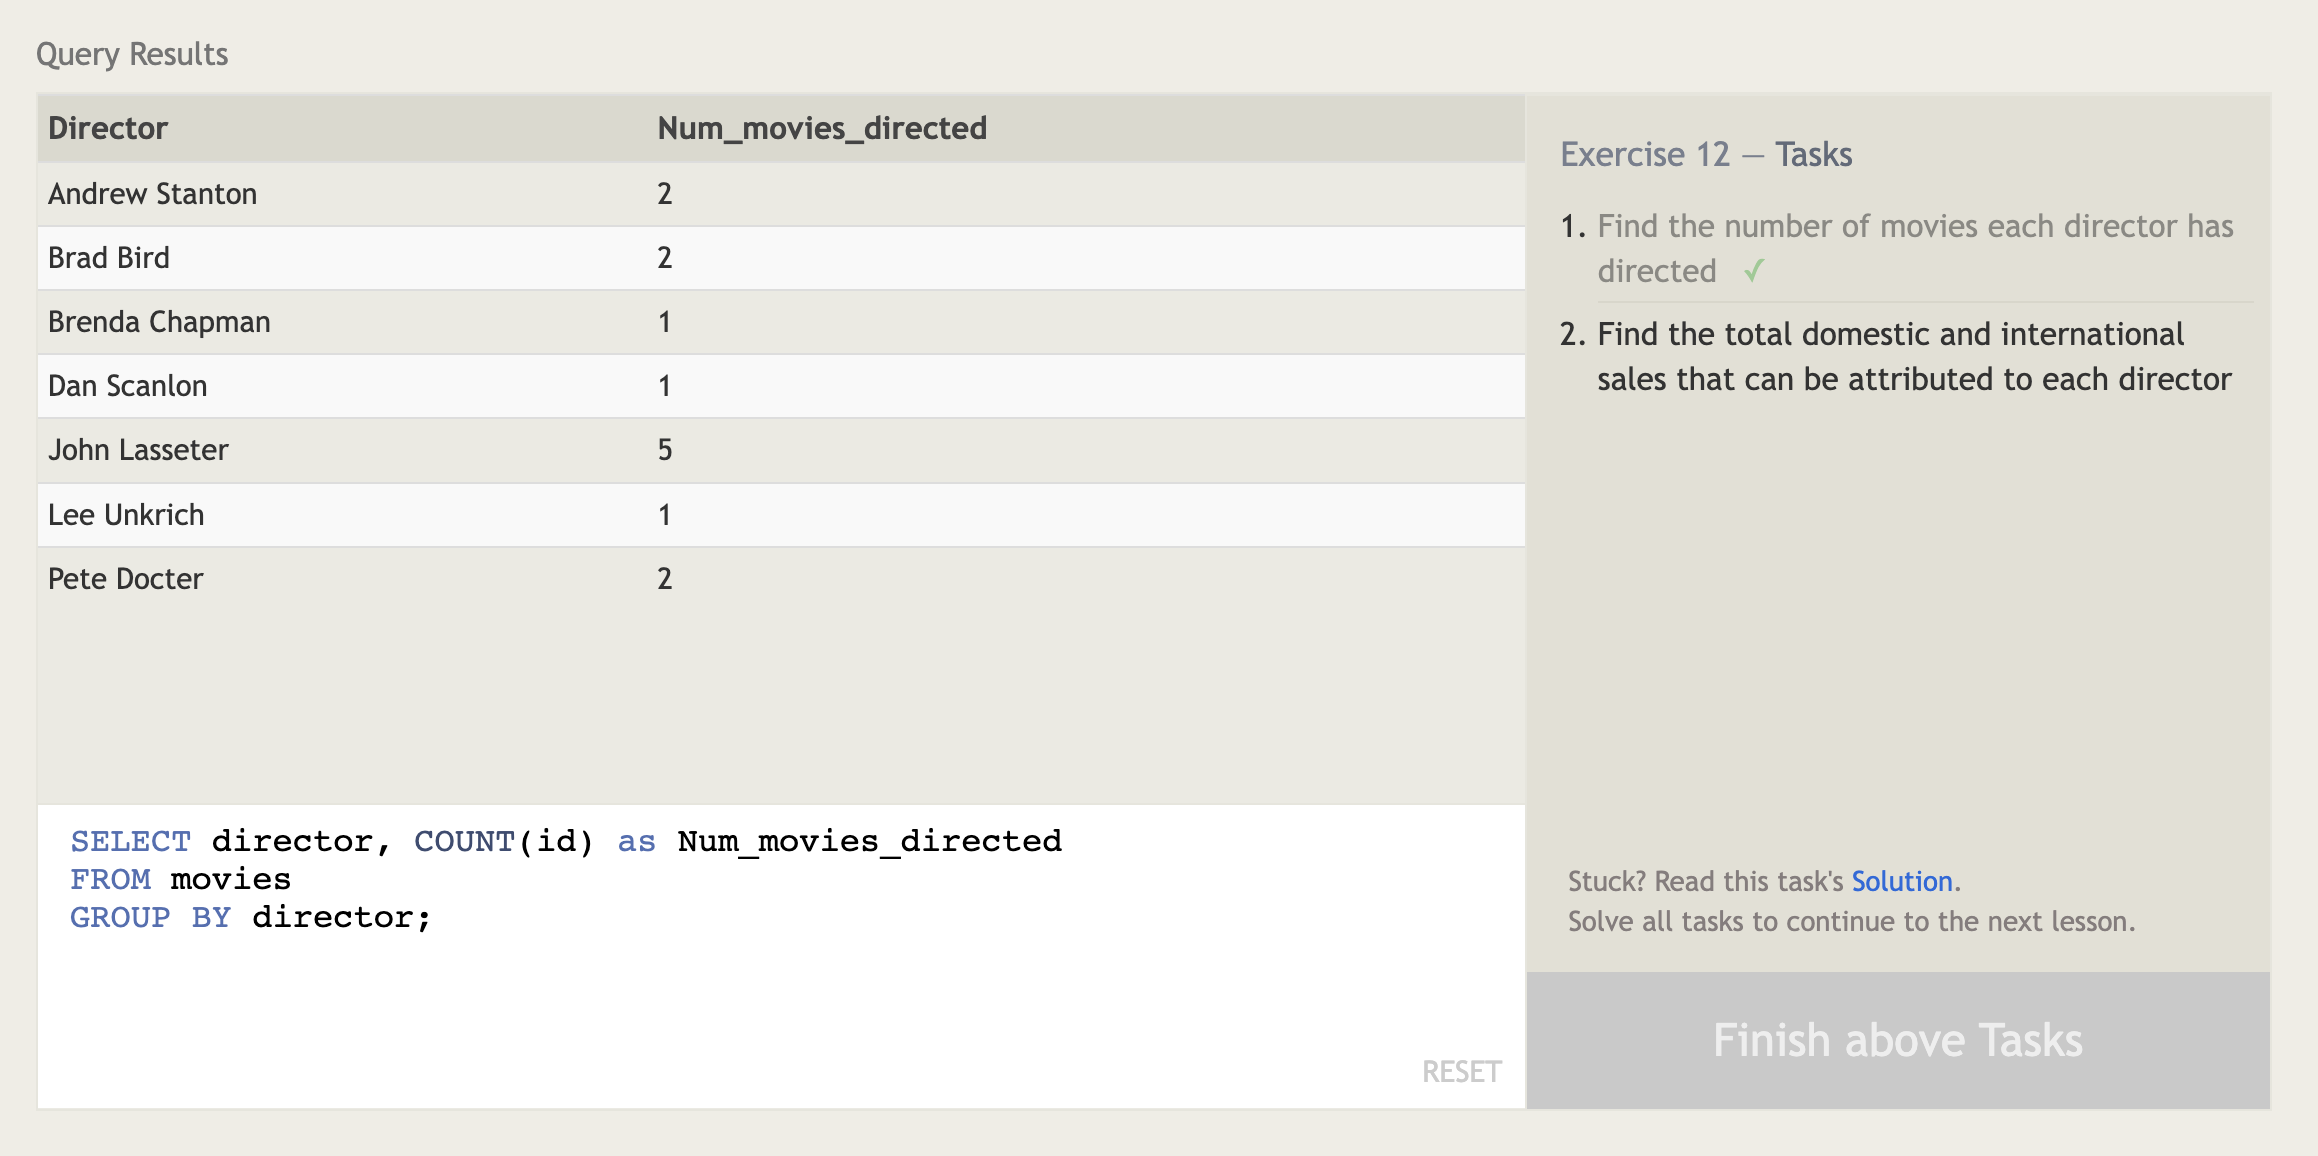 Query Results
Director Num_movies_directed
Andrew Stanton 2
Brad Bird 2
Brenda Chapman 1
Dan Scanlon 1
John Lasseter 5
Lee Unkrich 1
Pete Docter 2
SELECT director, COUNT(id) as Num_movies_directed
FROM movies
GROUP BY director;
RESET
Exercise 12 — Tasks
1. Find the number of movies each director has
directed ✓
2. Find the total domestic and international
sales that can be attributed to each director
Stuck? Read this task's Solution.
Solve all tasks to continue to the next lesson.
Finish above Tasks